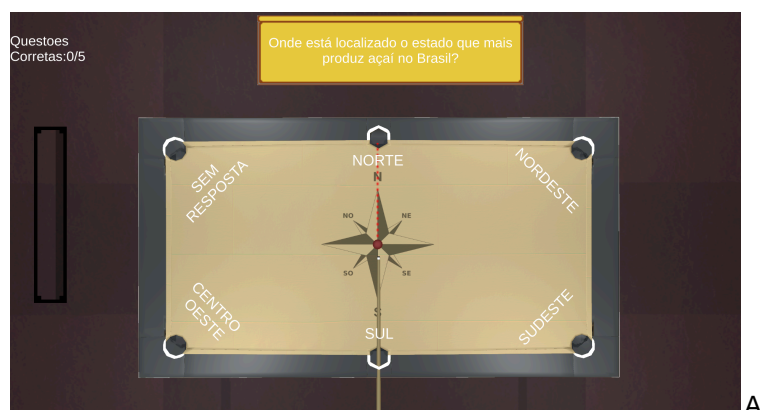 Questoes
Corretas:0/5
Onde está localizado o estado que mais
produz açaí no Brasil?
SEM
RESPOSTA
NORTE
NORDESTE
N
NO
NE
SO
SE
S
CENTRO
OESTE
SUL
SUDESTE
A